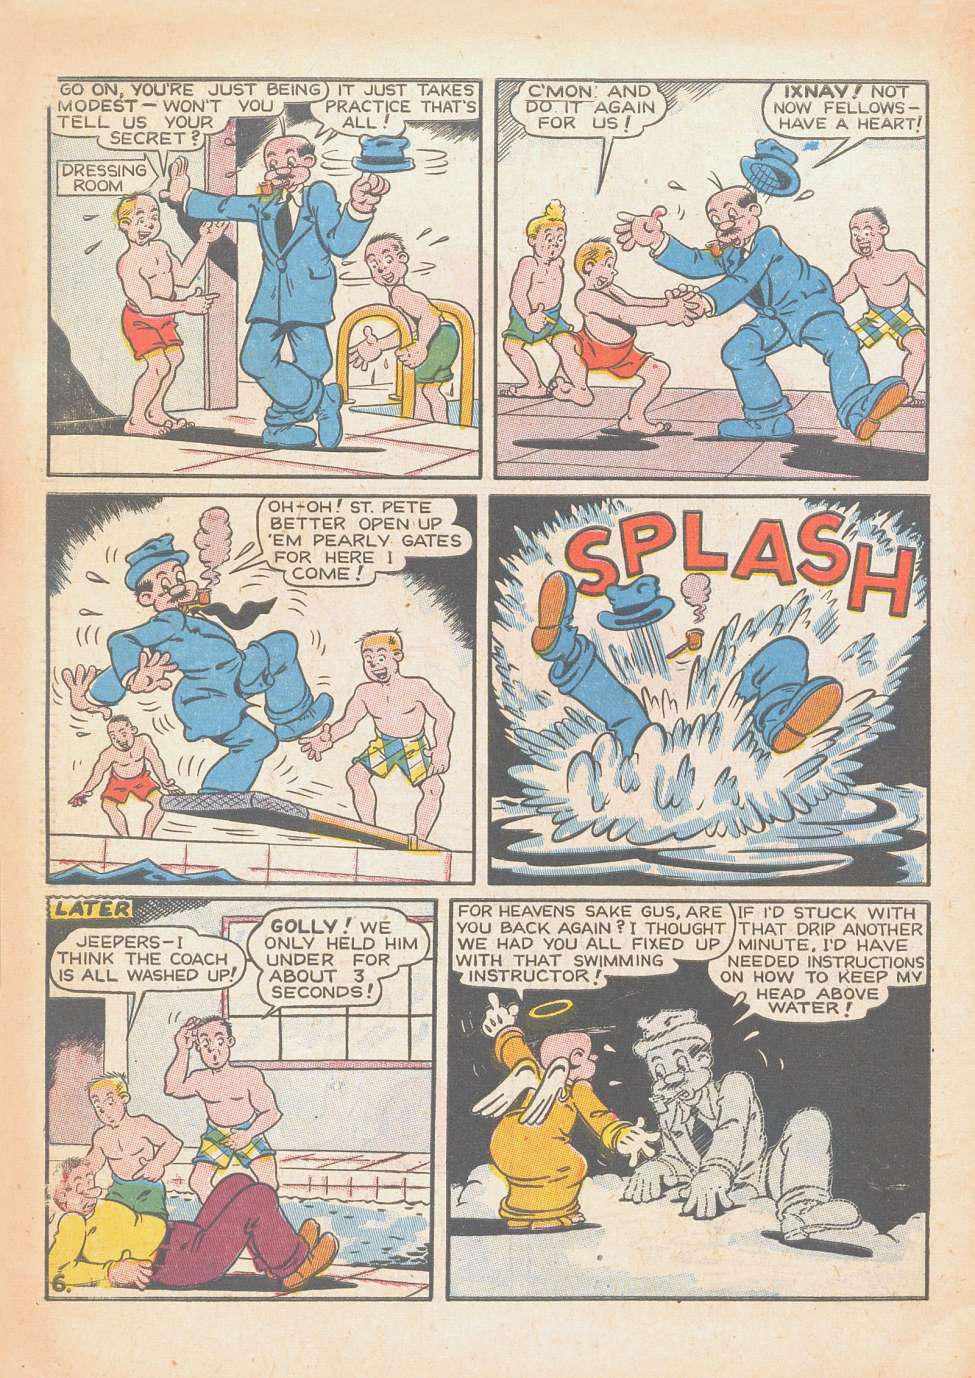 GO ON, YOU'RE JUST BEING
MODEST— WON'T YOU
TELL US YOUR
SECRET?
IT JUST TAKES
PRACTICE THAT'S
ALL!
DRESSING
ROOM
C'MON! AND
DO IT AGAIN
FOR US!
IXNAY! NOT
NOW FELLOWS—
HAVE A HEART!
OH-OH! ST. PETE
BETTER OPEN UP
'EM PEARLY GATES
FOR HERE I
COME!
SPLASH
LATER
JEEPERS—I
THINK THE COACH
IS ALL WASHED UP!
GOLLY! WE
ONLY HELD HIM
UNDER FOR
ABOUT 3
SECONDS!
6.
FOR HEAVENS SAKE GUS, ARE
YOU BACK AGAIN? I THOUGHT
WE HAD YOU ALL FIXED UP
WITH THAT SWIMMING
INSTRUCTOR!
IF I'D STUCK WITH
THAT DRIP ANOTHER
MINUTE, I'D HAVE
NEEDED INSTRUCTIONS
ON HOW TO KEEP MY
HEAD ABOVE
WATER!